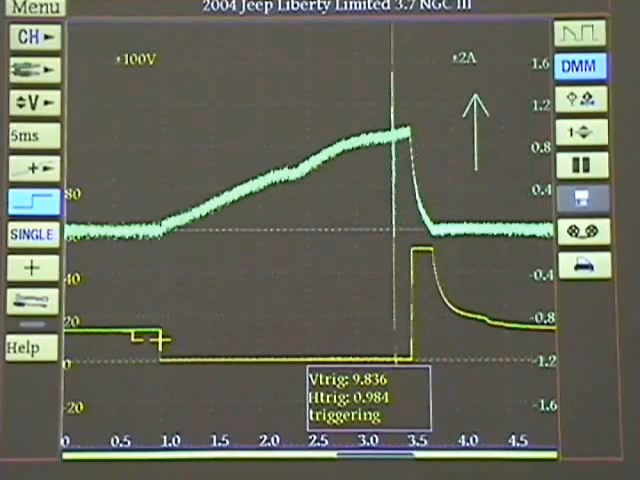 Menu
2004 Jeep Liberty Limited 3.7 NGC III
CH
±100V
±2A
1.6
DMM
V
1.2
5ms
0.8
1
80
0.4
SINGLE
40
-0.4
20
-0.8
Help
0
-1.2
Vtrig: 9.836
Htrig: 0.984
triggering
-20
-1.6
0 0.5 1.0 1.5 2.0 2.5 3.0 3.5 4.0 4.5